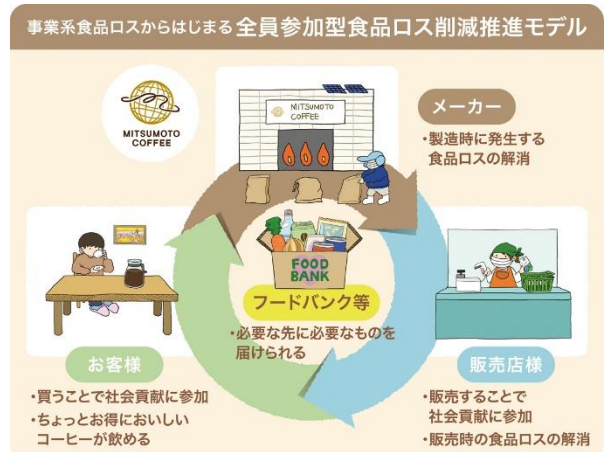 事業系食品ロスからはじまる 全員参加型食品ロス削減推進モデル
MITSUMOTO
COFFEE
MITSUMOTO
COFFEE
メーカー
・製造時に発生する
食品ロスの解消
FOOD
BANK
フードバンク等
・必要な先に必要なものを
届けられる
お客様
・買うことで社会貢献に参加
・ちょっとお得においしい
コーヒーが飲める
販売店様
・販売することで
社会貢献に参加
・販売時の食品ロスの解消